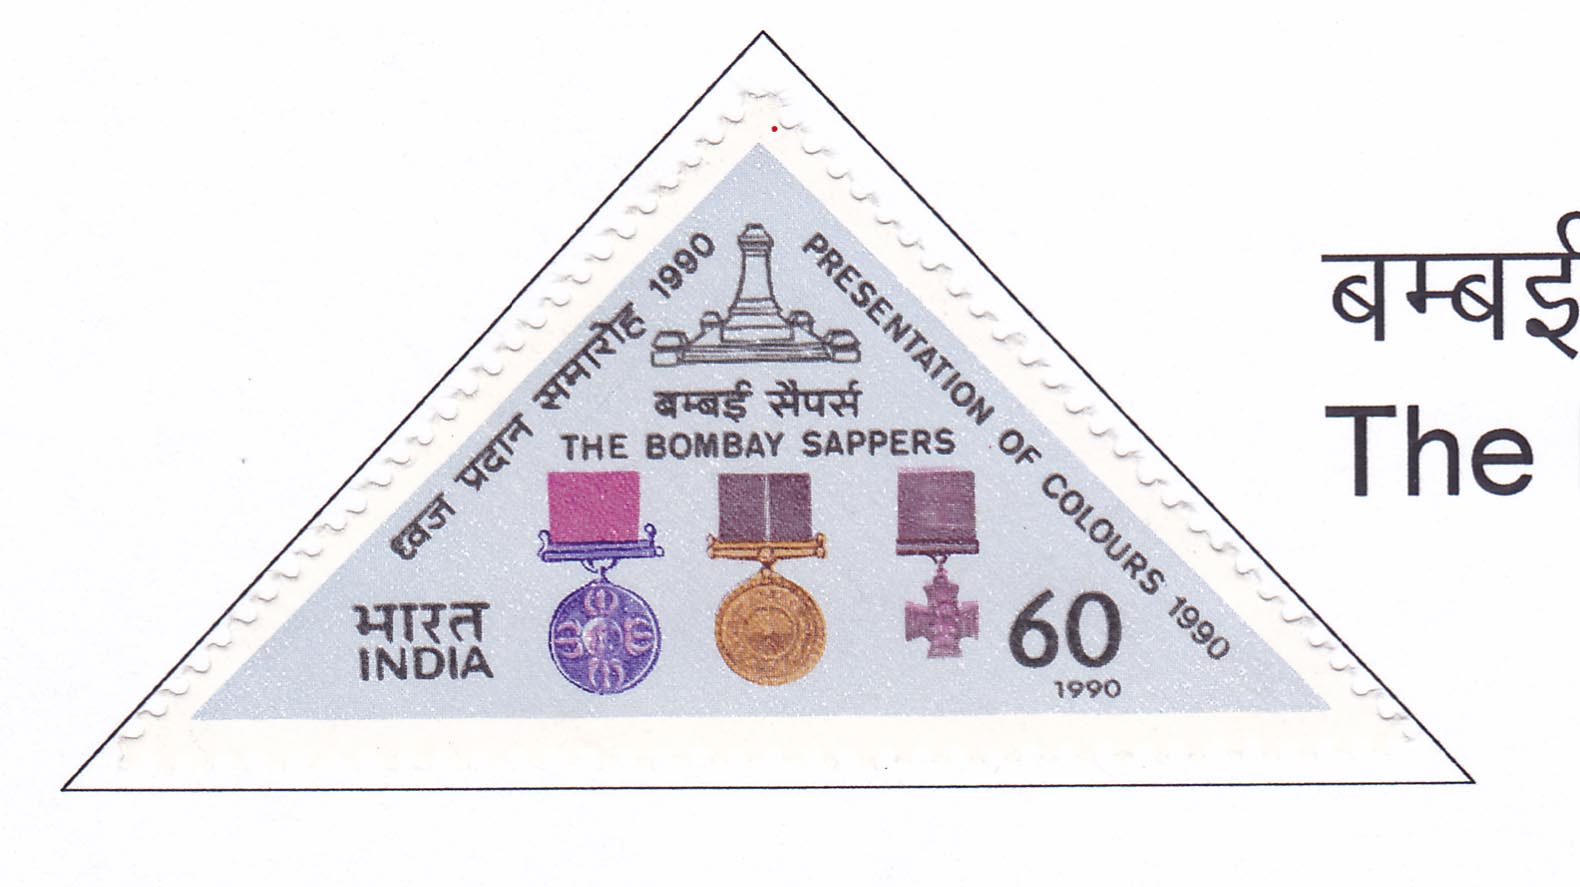 ध्वज प्रदान समारोह 1990
PRESENTATION OF COLOURS 1990
बम्बई सैपर्स
THE BOMBAY SAPPERS
भारत
INDIA
60
1990
बम्बई
The